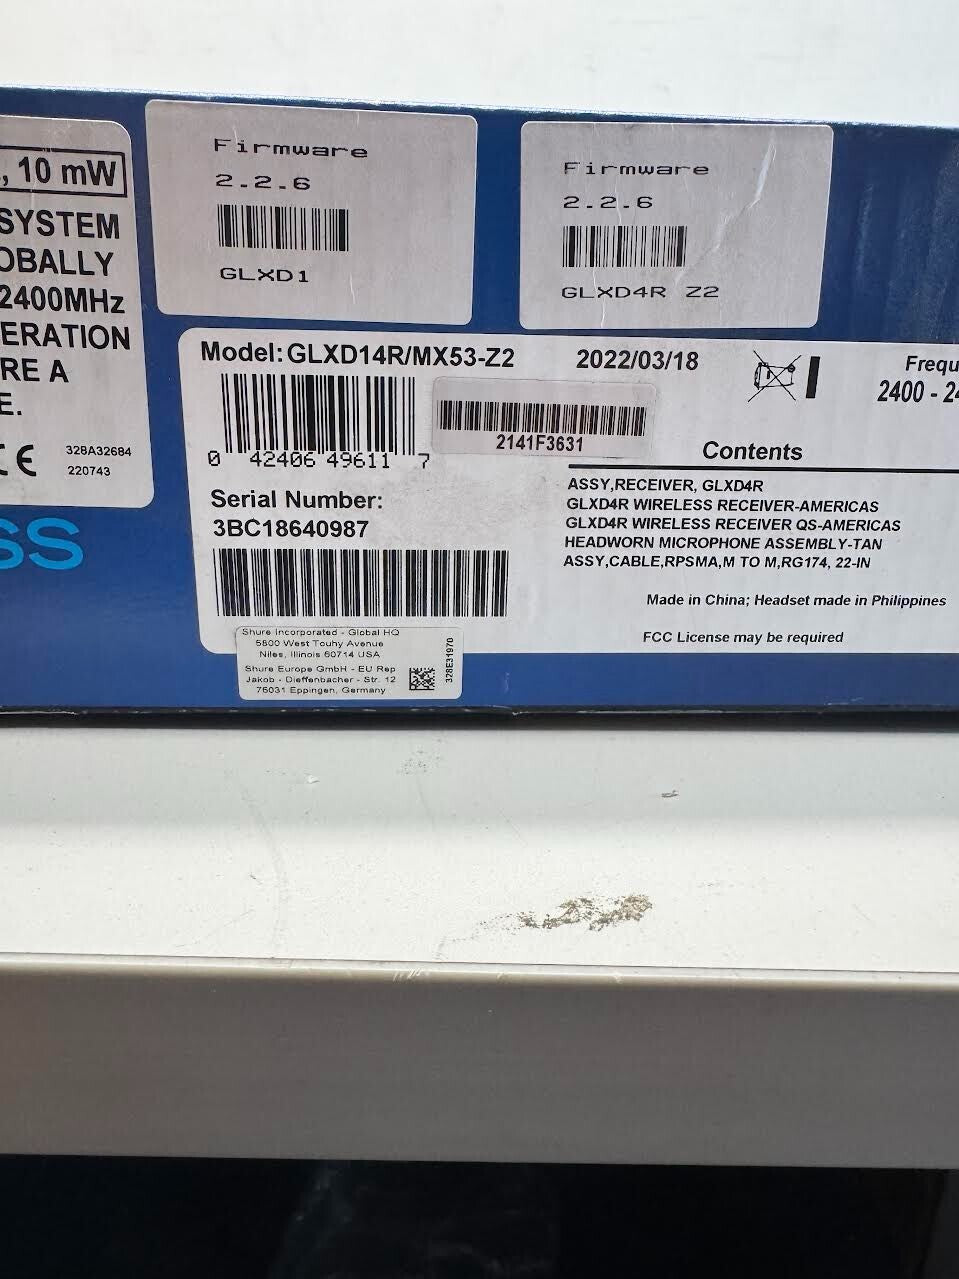 , 10 mW
SYSTEM
OBALLY
2400MHz
ERATION
RE A
E.
CE
328A32684
220743
SS
Firmware
2.2.6
GLXD1
Firmware
2.2.6
GLXD4R Z2
Model: GLXD14R/MX53-Z2
2022/03/18
Frequ
2400 - 24
0 42406 49611 7
2141F3631
Serial Number:
3BC18640987
Contents
ASSY,RECEIVER, GLXD4R
GLXD4R WIRELESS RECEIVER-AMERICAS
GLXD4R WIRELESS RECEIVER QS-AMERICAS
HEADWORN MICROPHONE ASSEMBLY-TAN
ASSY,CABLE,RPSMA,M TO M,RG174, 22-IN
Made in China; Headset made in Philippines
FCC License may be required
Shure Incorporated - Global HQ
5800 West Touhy Avenue
Niles, Illinois 60714 USA
Shure Europe GmbH - EU Rep
Jakob - Dieffenbacher - Str. 12
75031 Eppingen, Germany
328E31970